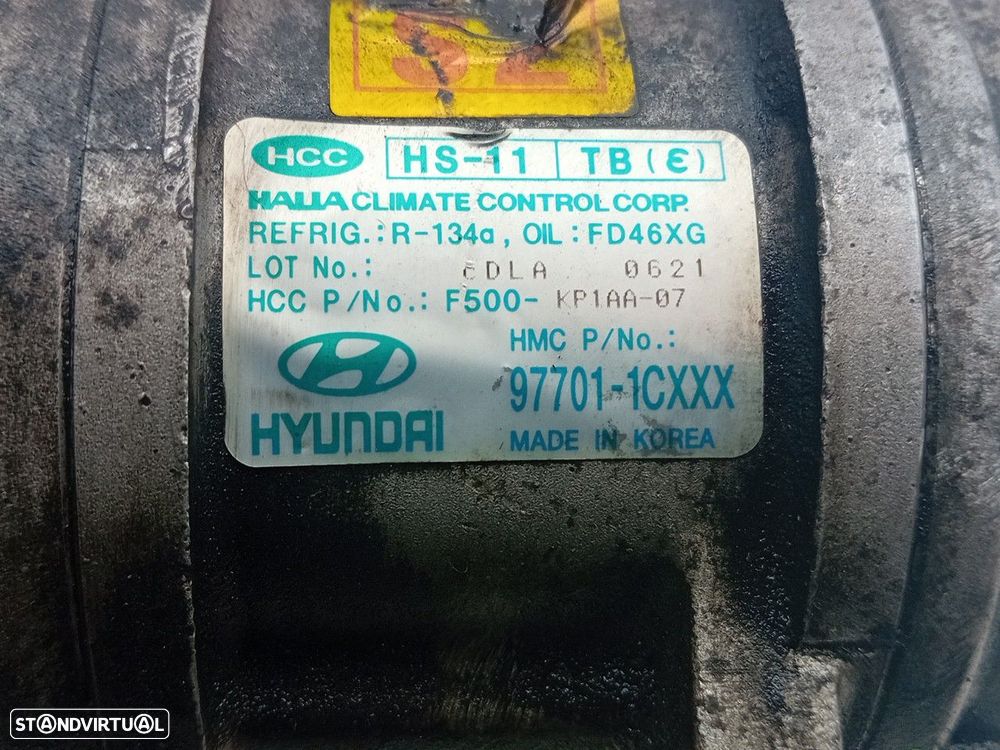 HCC HS-11 TB (ε)
HALLA CLIMATE CONTROL CORP.
REFRIG.: R-134a, OIL : FD46XG
LOT No.: CDLA 0621
HCC P/No.: F500- KP1AA-07
HMC P/No.:
97701-1CXXX
HYUNDAI MADE IN KOREA
STANDVIRTUAL